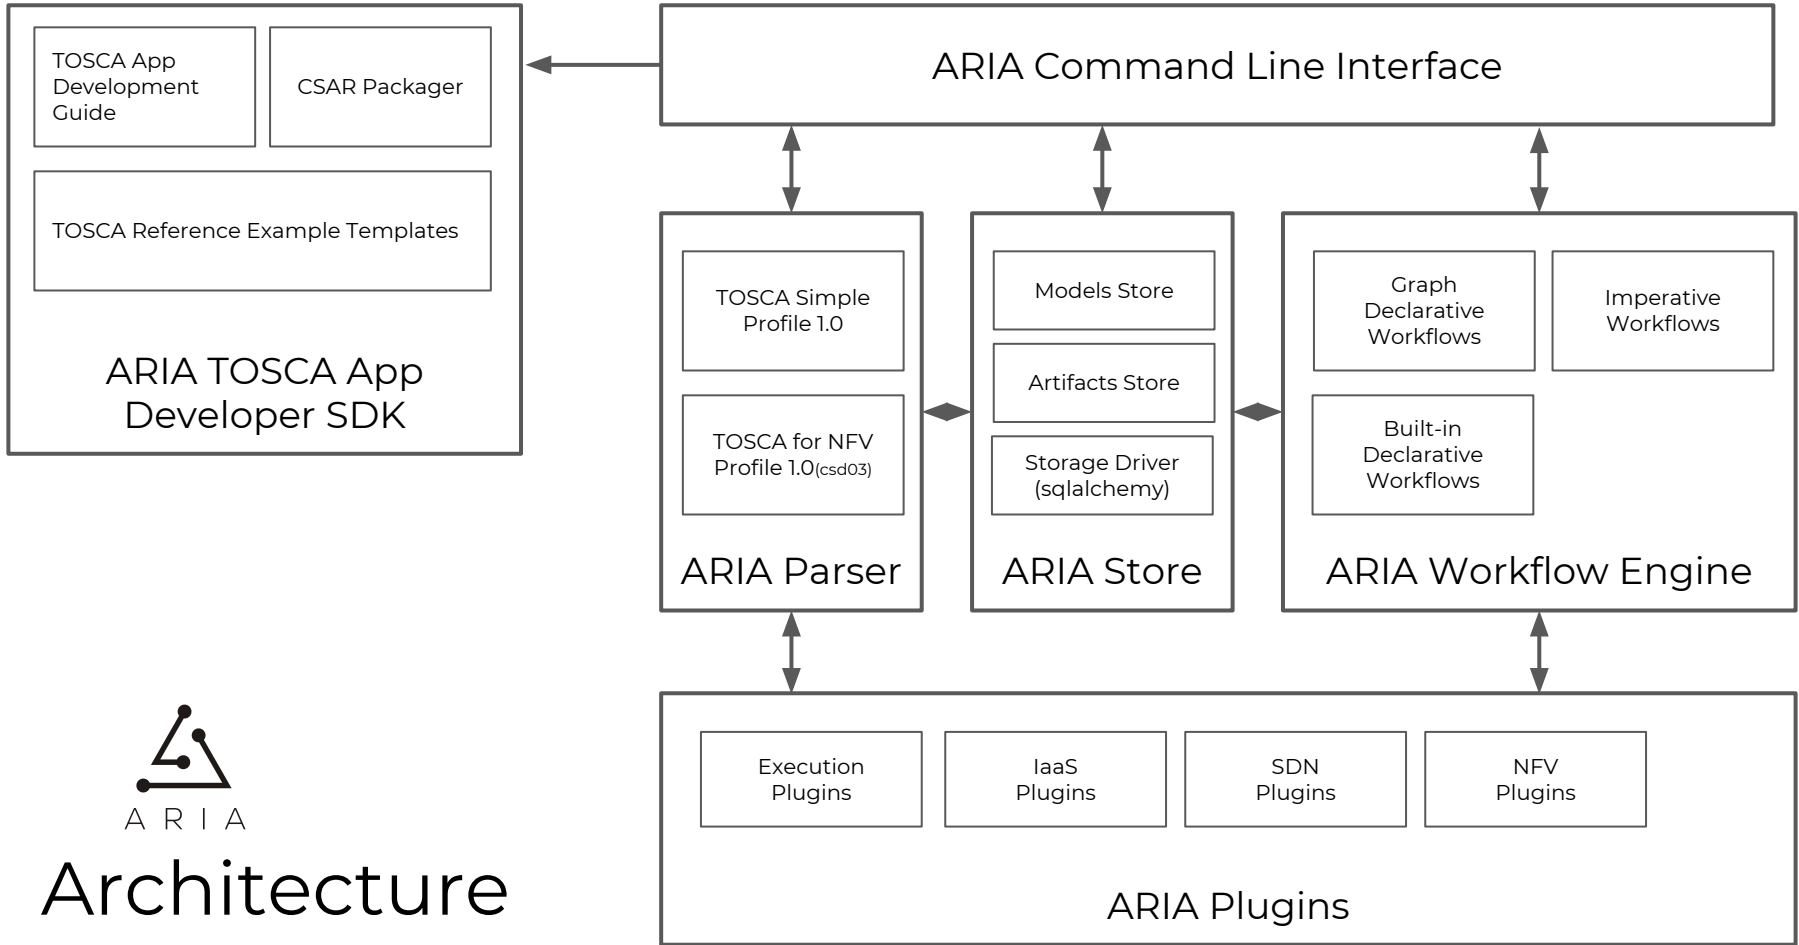 TOSCA App
Development
Guide
CSAR Packager
TOSCA Reference Example Templates
ARIA TOSCA App
Developer SDK
ARIA Command Line Interface
TOSCA Simple
Profile 1.0
TOSCA for NFV
Profile 1.0(csd03)
ARIA Parser
Models Store
Artifacts Store
Storage Driver
(sqlalchemy)
ARIA Store
Graph
Declarative
Workflows
Imperative
Workflows
Built-in
Declarative
Workflows
ARIA Workflow Engine
Execution
Plugins
IaaS
Plugins
SDN
Plugins
NFV
Plugins
ARIA Plugins
ARIA
Architecture